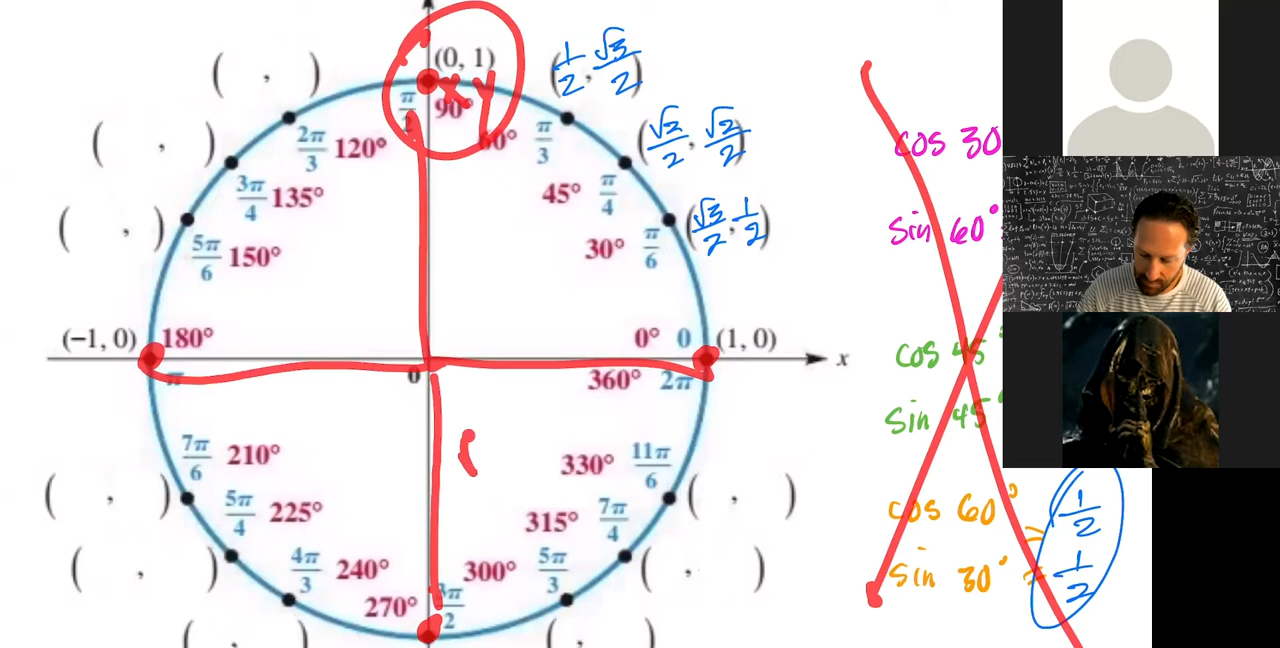 (0, 1)
x y
( , )
(1/2, √3/2)
π/2 90°
2π/3 120°
60° π/3
( , )
(√2/2, √2/2)
cos 30
3π/4 135°
45° π/4
( , )
(√3/2, 1/2)
sin 60°
5π/6 150°
30° π/6
(−1, 0) 180°
0° 0 (1, 0)
x
cos 45°
π
0
360° 2π
sin 45°
7π/6 210°
330° 11π/6
( , )
( , )
cos 60° = 1/2
5π/4 225°
315° 7π/4
( , )
4π/3 240°
300° 5π/3
( , )
sin 30° = 1/2
270° 3π/2
( , )
( , )